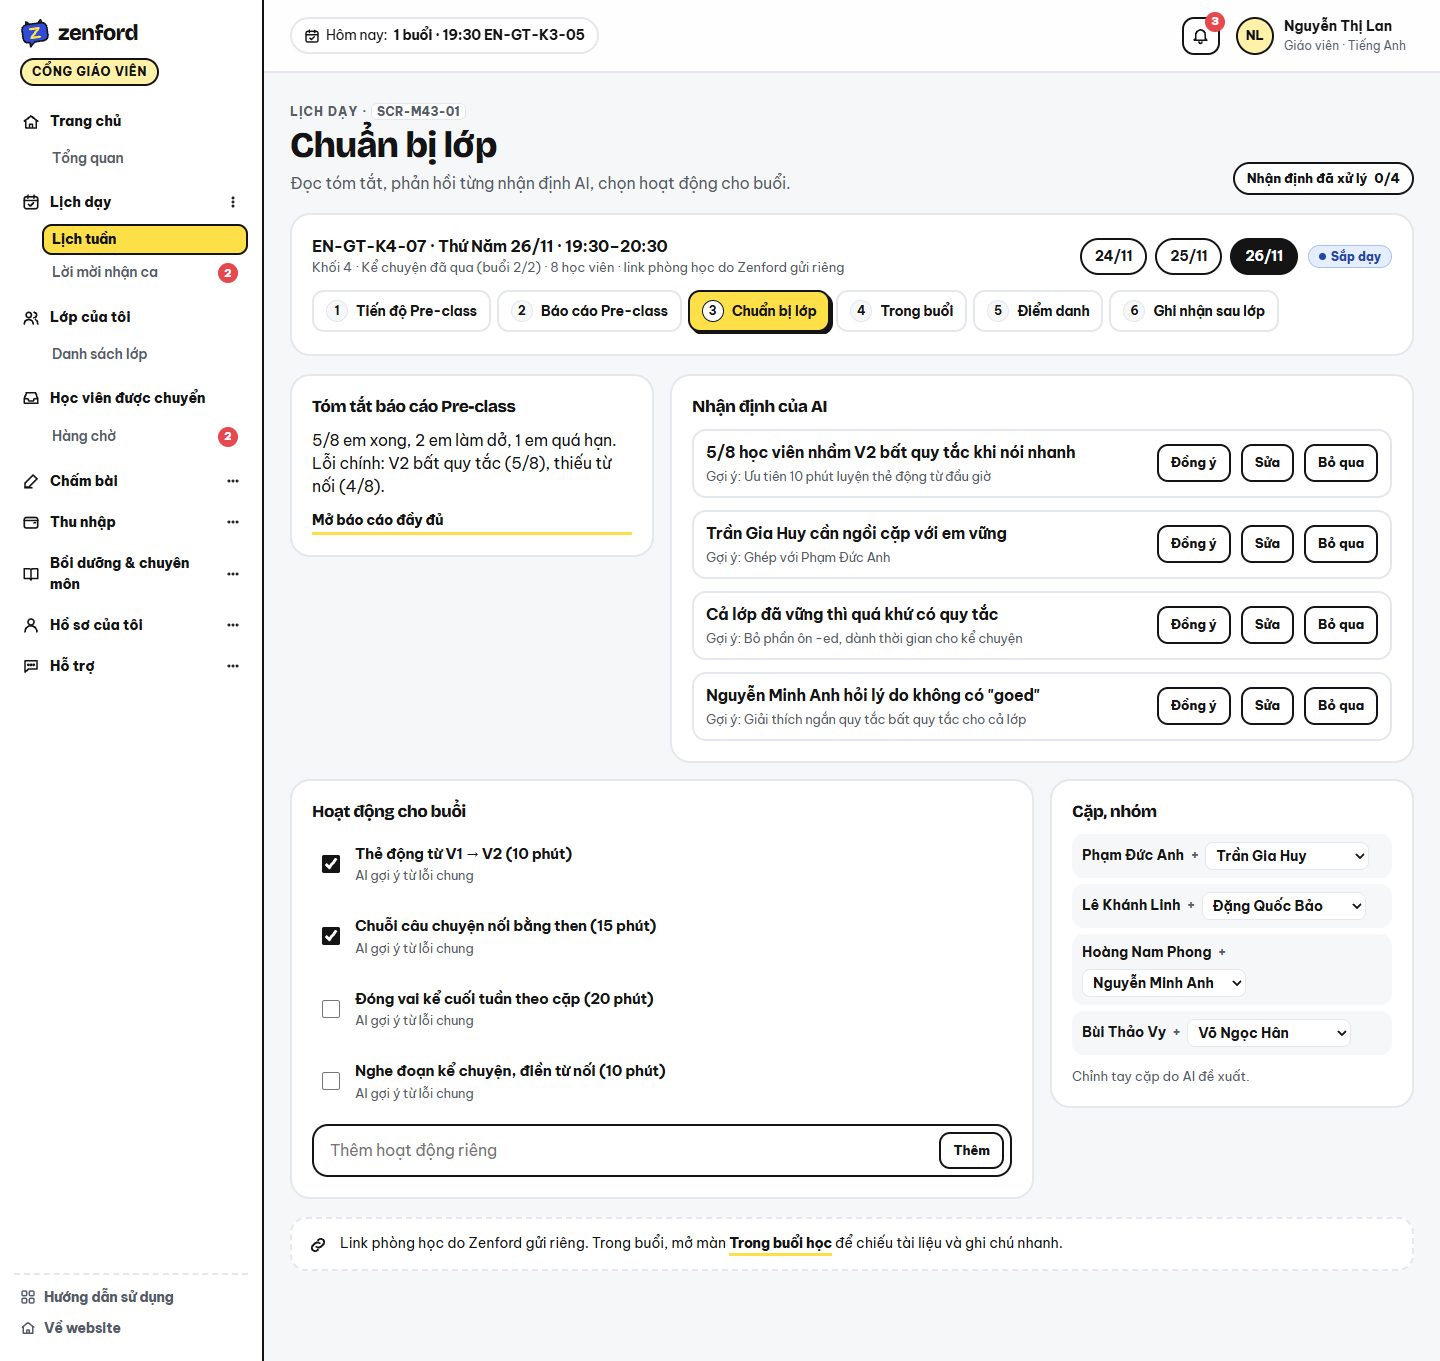 zenford
CỔNG GIÁO VIÊN
Trang chủ
Tổng quan
Lịch dạy
Lịch tuần
Lời mời nhận ca
2
Lớp của tôi
Danh sách lớp
Học viên được chuyển
Hàng chờ
2
Chấm bài
Thu nhập
Bồi dưỡng & chuyên
môn
Hồ sơ của tôi
Hỗ trợ
Hướng dẫn sử dụng
Về website
Hôm nay: 1 buổi · 19:30 EN-GT-K3-05
3
NL
Nguyễn Thị Lan
Giáo viên · Tiếng Anh
LỊCH DẠY · SCR-M43-01
Chuẩn bị lớp
Đọc tóm tắt, phản hồi từng nhận định AI, chọn hoạt động cho buổi.
Nhận định đã xử lý 0/4
EN-GT-K4-07 · Thứ Năm 26/11 · 19:30–20:30
Khối 4 · Kể chuyện đã qua (buổi 2/2) · 8 học viên · link phòng học do Zenford gửi riêng
24/11
25/11
26/11
Sắp dạy
1 Tiến độ Pre-class
2 Báo cáo Pre-class
3 Chuẩn bị lớp
4 Trong buổi
5 Điểm danh
6 Ghi nhận sau lớp
Tóm tắt báo cáo Pre-class
5/8 em xong, 2 em làm dở, 1 em quá hạn.
Lỗi chính: V2 bất quy tắc (5/8), thiếu từ
nối (4/8).
Mở báo cáo đầy đủ
Nhận định của AI
5/8 học viên nhầm V2 bất quy tắc khi nói nhanh
Gợi ý: Ưu tiên 10 phút luyện thẻ động từ đầu giờ
Đồng ý Sửa Bỏ qua
Trần Gia Huy cần ngồi cặp với em vững
Gợi ý: Ghép với Phạm Đức Anh
Đồng ý Sửa Bỏ qua
Cả lớp đã vững thì quá khứ có quy tắc
Gợi ý: Bỏ phần ôn -ed, dành thời gian cho kể chuyện
Đồng ý Sửa Bỏ qua
Nguyễn Minh Anh hỏi lý do không có "goed"
Gợi ý: Giải thích ngắn quy tắc bất quy tắc cho cả lớp
Đồng ý Sửa Bỏ qua
Hoạt động cho buổi
Thẻ động từ V1 → V2 (10 phút)
AI gợi ý từ lỗi chung
Chuỗi câu chuyện nối bằng then (15 phút)
AI gợi ý từ lỗi chung
Đóng vai kể cuối tuần theo cặp (20 phút)
AI gợi ý từ lỗi chung
Nghe đoạn kể chuyện, điền từ nối (10 phút)
AI gợi ý từ lỗi chung
Thêm hoạt động riêng
Thêm
Cặp, nhóm
Phạm Đức Anh + Trần Gia Huy
Lê Khánh Linh + Đặng Quốc Bảo
Hoàng Nam Phong +
Nguyễn Minh Anh
Bùi Thảo Vy + Võ Ngọc Hân
Chỉnh tay cặp do AI đề xuất.
Link phòng học do Zenford gửi riêng. Trong buổi, mở màn Trong buổi học để chiếu tài liệu và ghi chú nhanh.